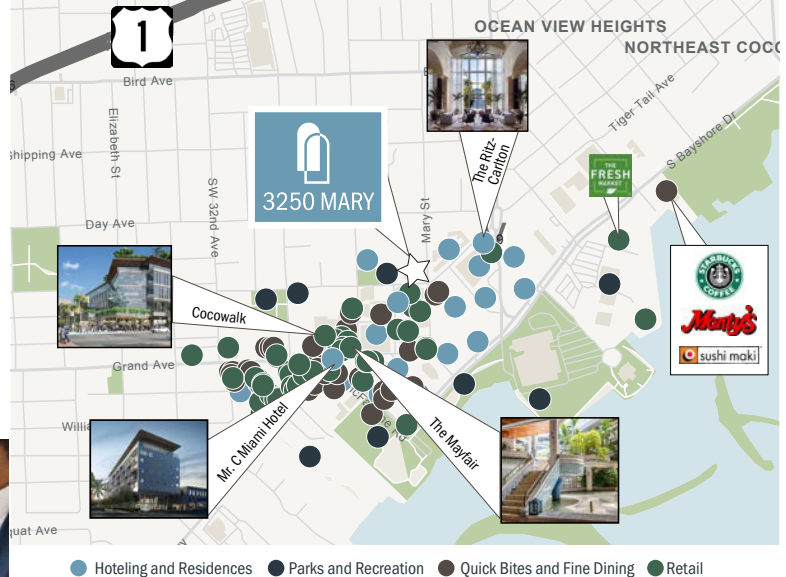 1
OCEAN VIEW HEIGHTS
NORTHEAST COCO
Bird Ave
Tiger Tail Ave
S Bayshore Dr
Elizabeth St
Shipping Ave
The Ritz-
Carlton
THE
FRESH
MARKET
3250 MARY
SW 32nd Ave
Mary St
Day Ave
STARBUCKS
COFFEE
Monty's
sushi maki
Cocowalk
Grand Ave
Mr. C Miami Hotel
The Mayfair
Hoteling and Residences
Parks and Recreation
Quick Bites and Fine Dining
Retail